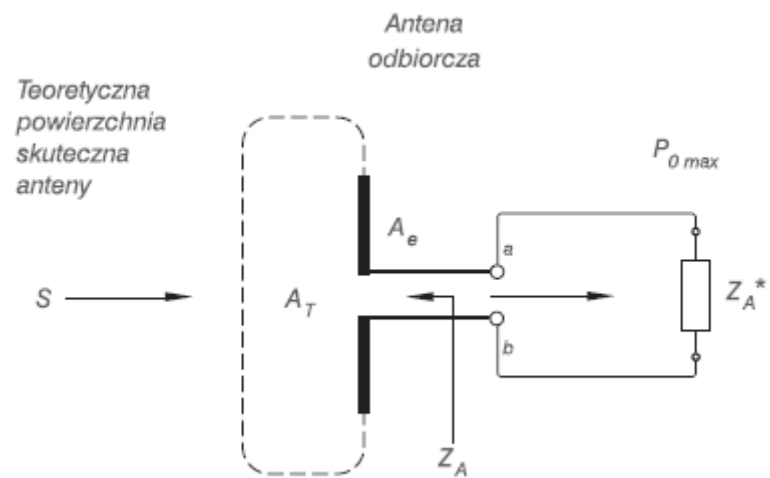 Antena
odbiorcza
Teoretyczna
powierzchnia
skuteczna
anteny
P0 max
Ae
a
S
AT
ZA*
b
ZA